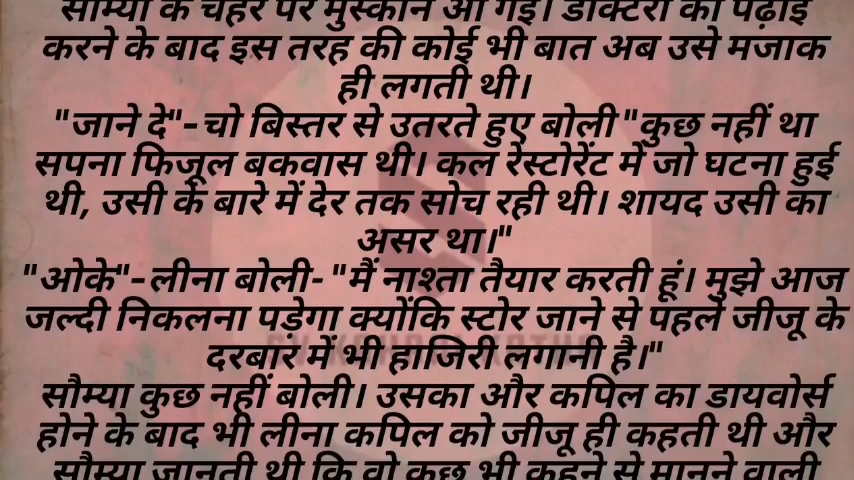 सौम्या के चेहरे पर मुस्कान आ गई। डॉक्टरी की पढ़ाई
करने के बाद इस तरह की कोई भी बात अब उसे मजाक
ही लगती थी।
"जाने दे"-चो बिस्तर से उतरते हुए बोली "कुछ नहीं था
सपना फिजूल बकवास थी। कल रेस्टोरेंट में जो घटना हुई
थी, उसी के बारे में देर तक सोच रही थी। शायद उसी का
असर था।"
"ओके"-लीना बोली- "मैं नाश्ता तैयार करती हूं। मुझे आज
जल्दी निकलना पड़ेगा क्योंकि स्टोर जाने से पहले जीजू के
दरबार में भी हाजिरी लगानी है।"
सौम्या कुछ नहीं बोली। उसका और कपिल का डायवोर्स
होने के बाद भी लीना कपिल को जीजू ही कहती थी और
सौम्या जानती थी कि वो कुछ भी कहने से मानने वाली